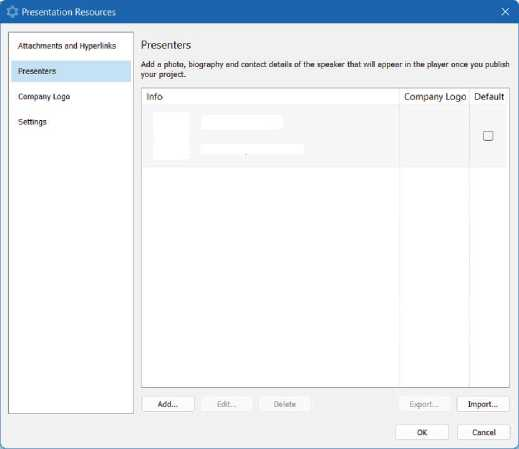 Presentation Resources
Attachments and Hyperlinks
Presenters
Company Logo
Settings
Presenters
Add a photo, biography and contact details of the speaker that will appear in the player once you publish
your project.
Info Company Logo Default
Add... Edit... Delete Export... Import...
OK Cancel